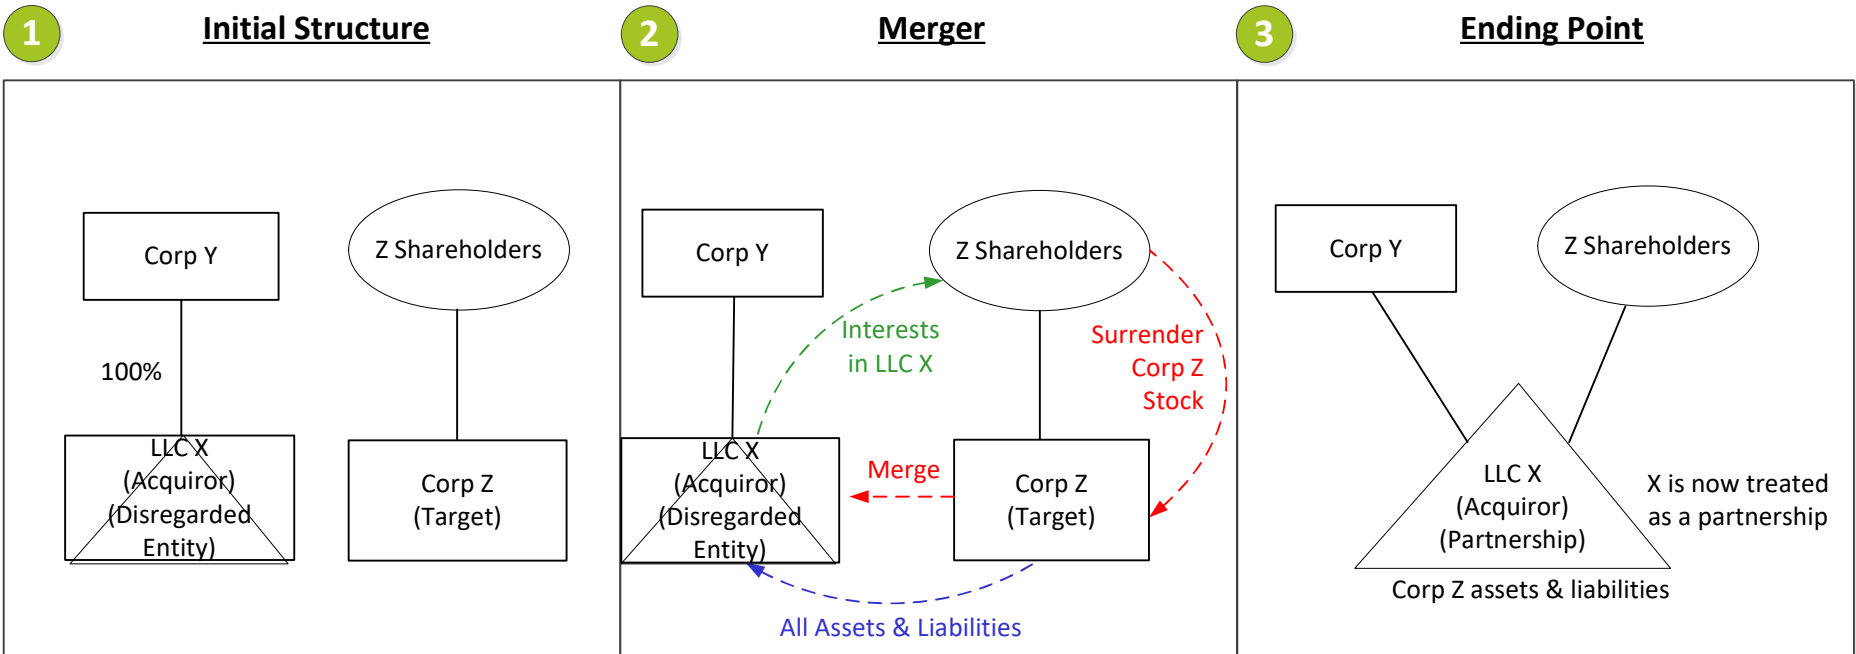 1
Initial Structure
2
Merger
3
Ending Point
Corp Y
Z Shareholders
100%
LLC X
(Acquiror)
(Disregarded
Entity)
Corp Z
(Target)
Corp Y
Z Shareholders
Interests
in LLC X
Surrender
Corp Z
Stock
LLC X
(Acquiror)
(Disregarded
Entity)
Merge
Corp Z
(Target)
All Assets & Liabilities
Corp Y
Z Shareholders
LLC X
(Acquiror)
(Partnership)
X is now treated
as a partnership
Corp Z assets & liabilities